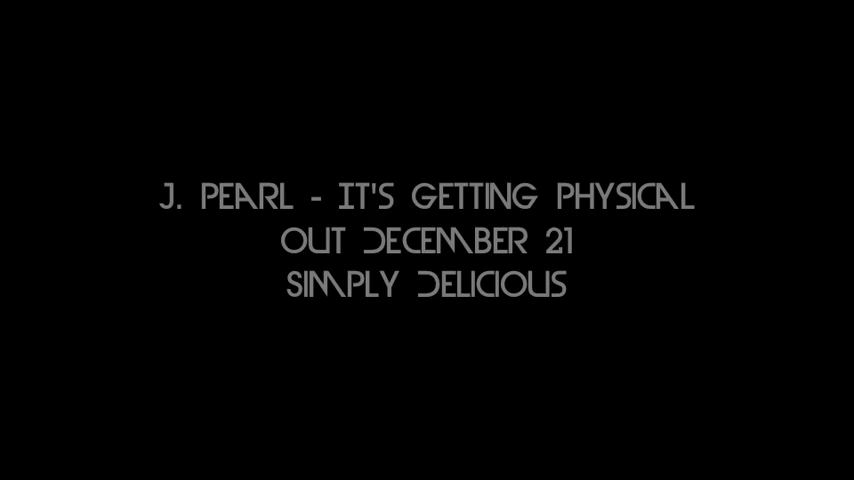 J. PEARL - IT'S GETTING PHYSICAL
OUT DECEMBER 21
SIMPLY DELICIOUS